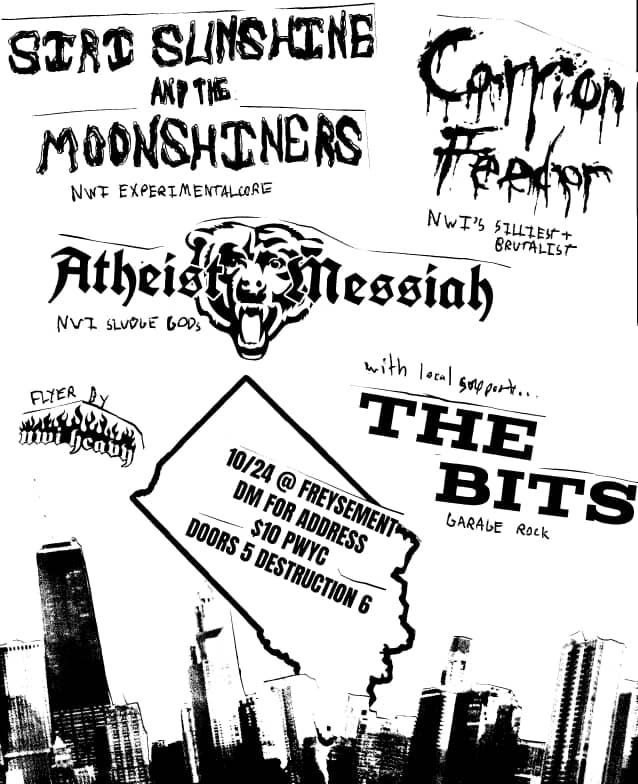 SIRI SUNSHINE
AND THE
MOONSHINERS
NWI EXPERIMENTALCORE
Carrion
Feeder
NWI'S SILLIEST +
BRUTALIST
Atheist Messiah
NWI SLUDGE GODS
with local support...
THE
BITS
GARAGE ROCK
FLYER BY
nwi heavy
10/24 @ FREYSEMENT
DM FOR ADDRESS
$10 PWYC
DOORS 5 DESTRUCTION 6